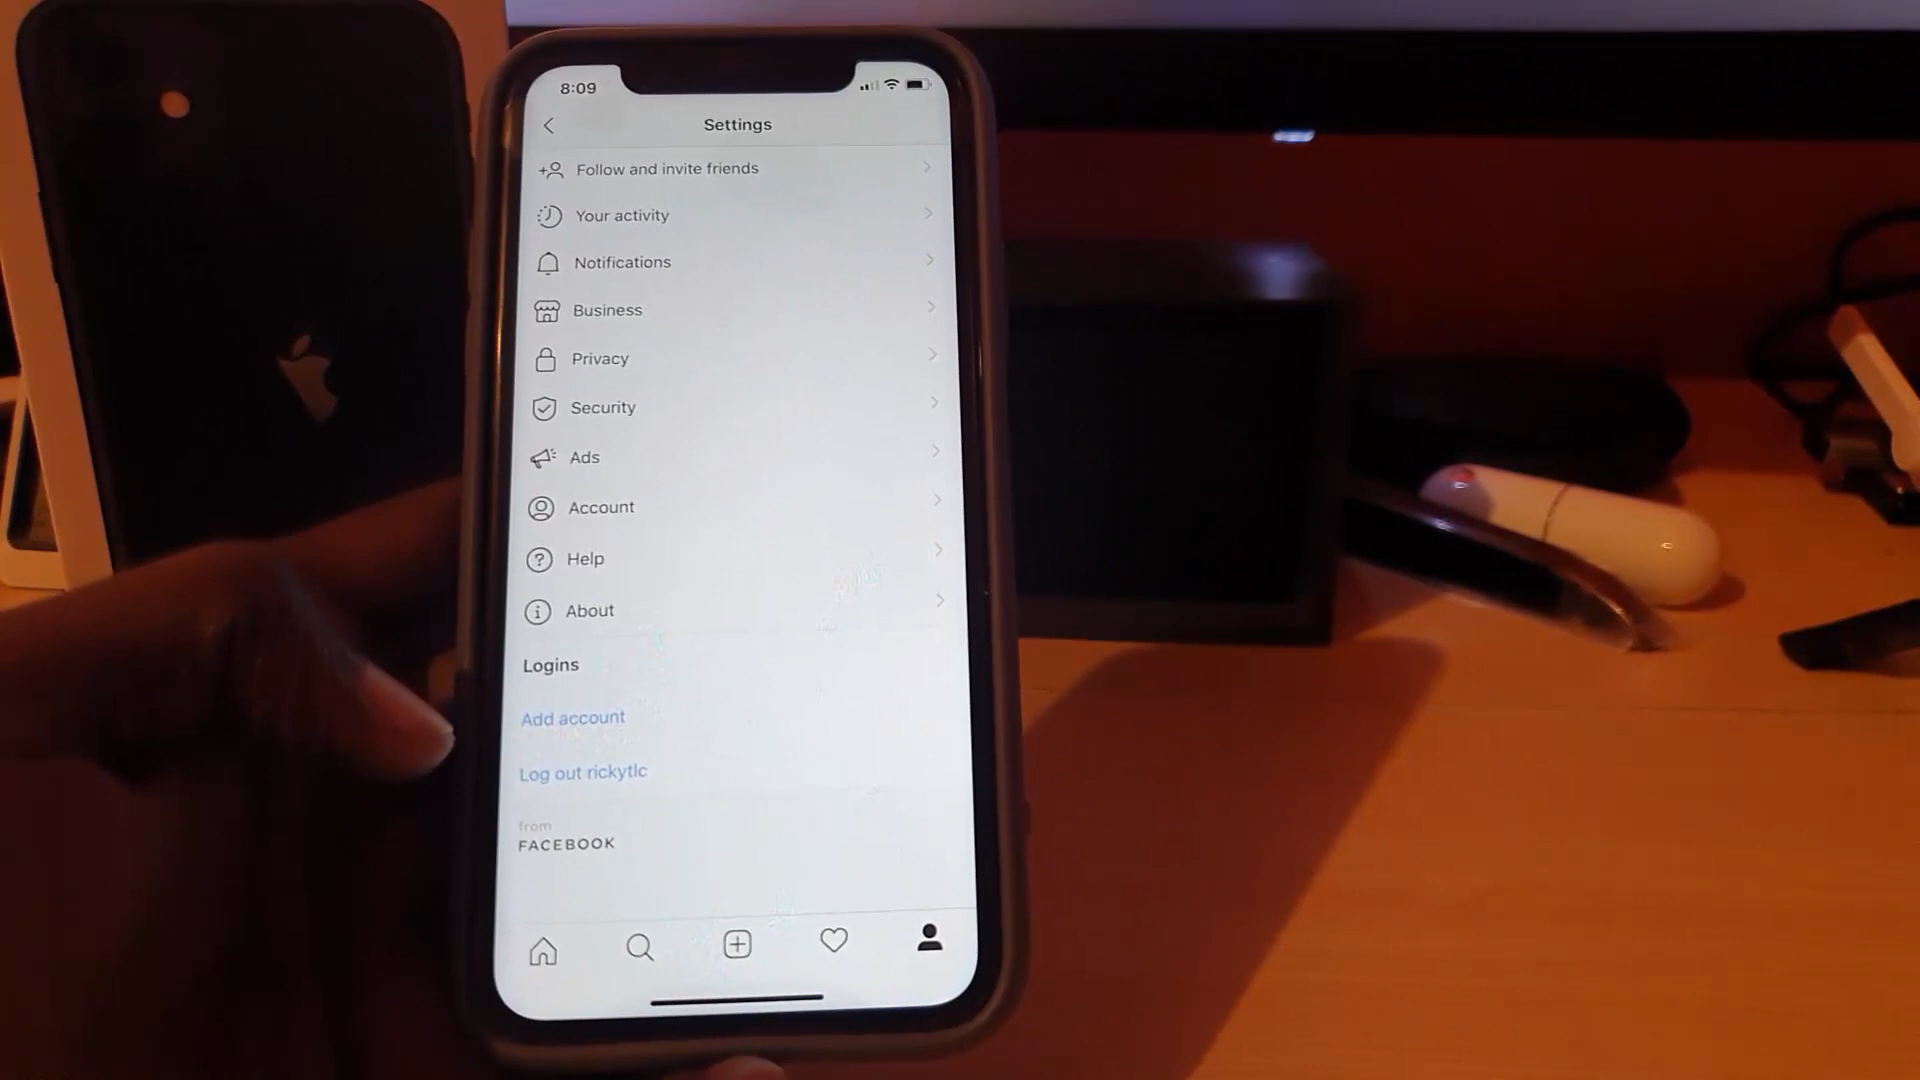 8:09
Settings
Follow and invite friends
Your activity
Notifications
Business
Privacy
Security
Ads
Account
Help
About
Logins
Add account
Log out rickytlc
from
FACEBOOK